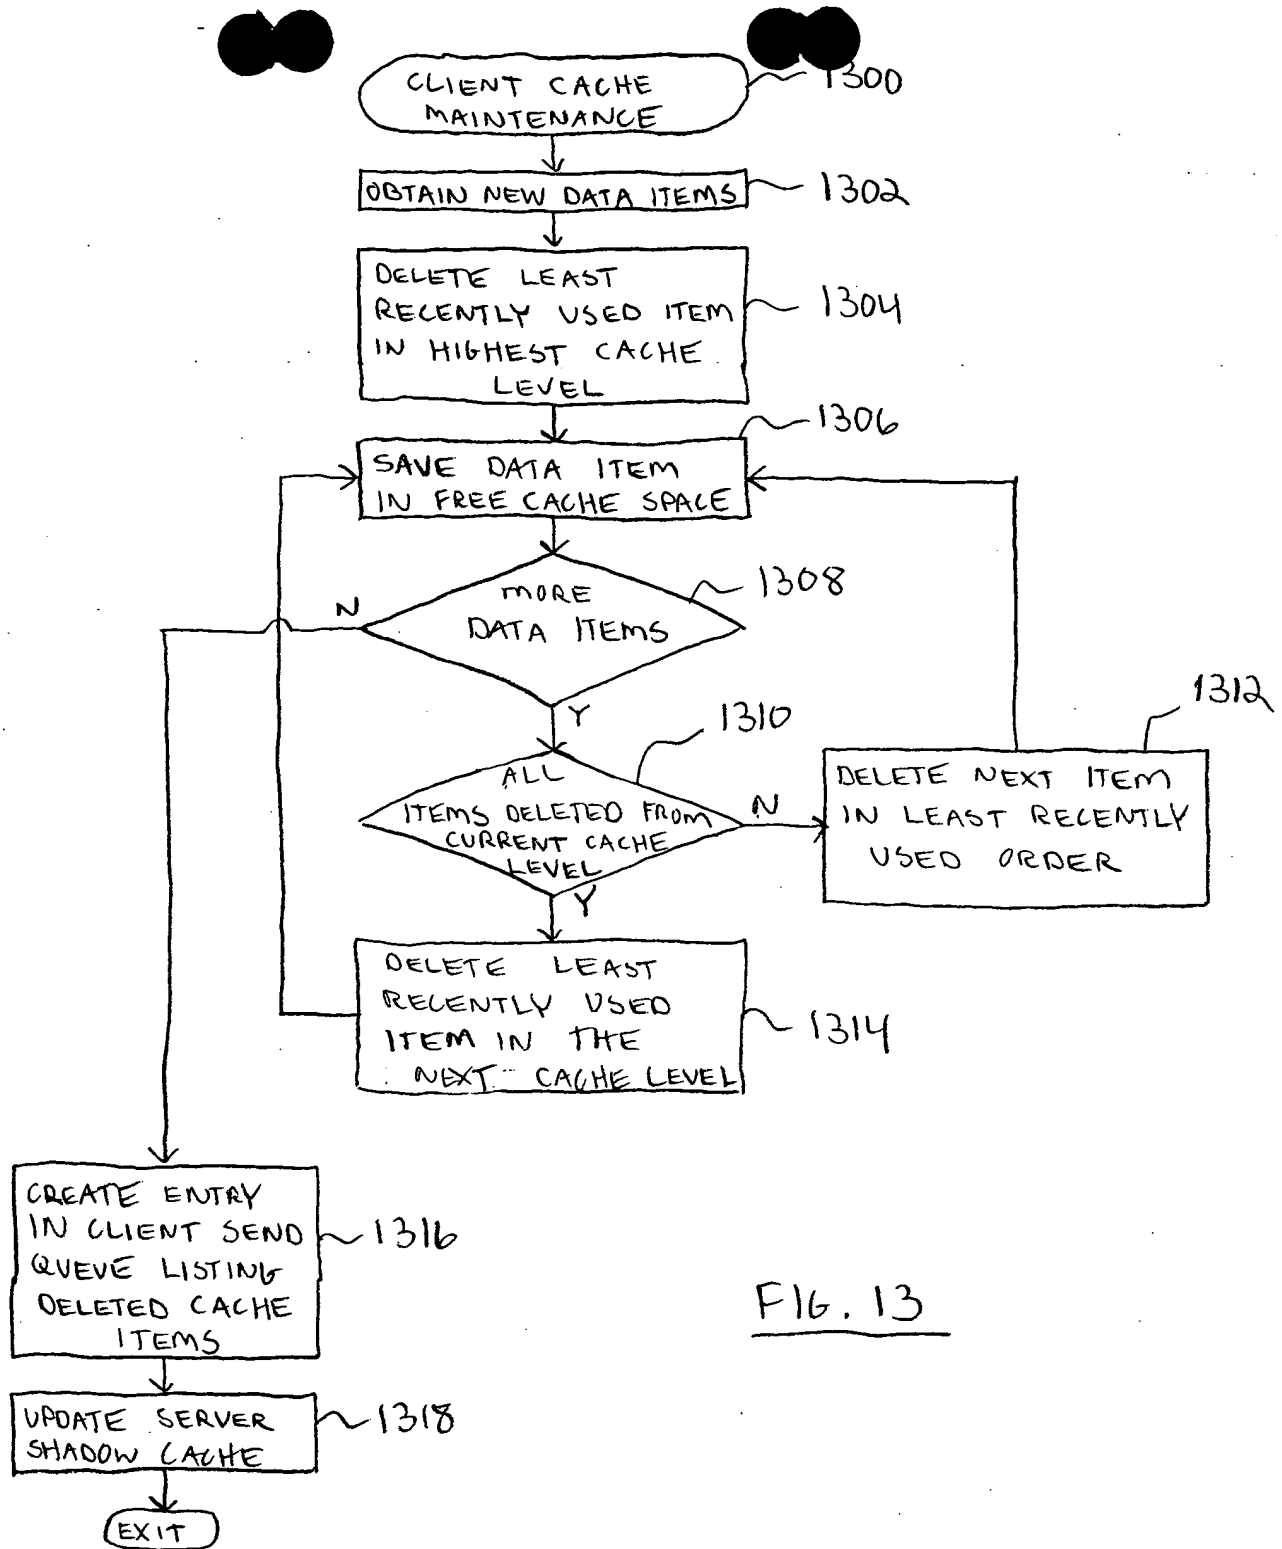 CLIENT CACHE
MAINTENANCE
1300
OBTAIN NEW DATA ITEMS
1302
DELETE LEAST
RECENTLY USED ITEM
IN HIGHEST CACHE
LEVEL
1304
1306
SAVE DATA ITEM
IN FREE CACHE SPACE
MORE
DATA ITEMS
1308
N
Y
1310
ALL
ITEMS DELETED FROM
CURRENT CACHE
LEVEL
N
Y
1312
DELETE NEXT ITEM
IN LEAST RECENTLY
USED ORDER
DELETE LEAST
RECENTLY USED
ITEM IN THE
NEXT CACHE LEVEL
1314
CREATE ENTRY
IN CLIENT SEND
QUEUE LISTING
DELETED CACHE
ITEMS
1316
FIG. 13
UPDATE SERVER
SHADOW CACHE
1318
EXIT